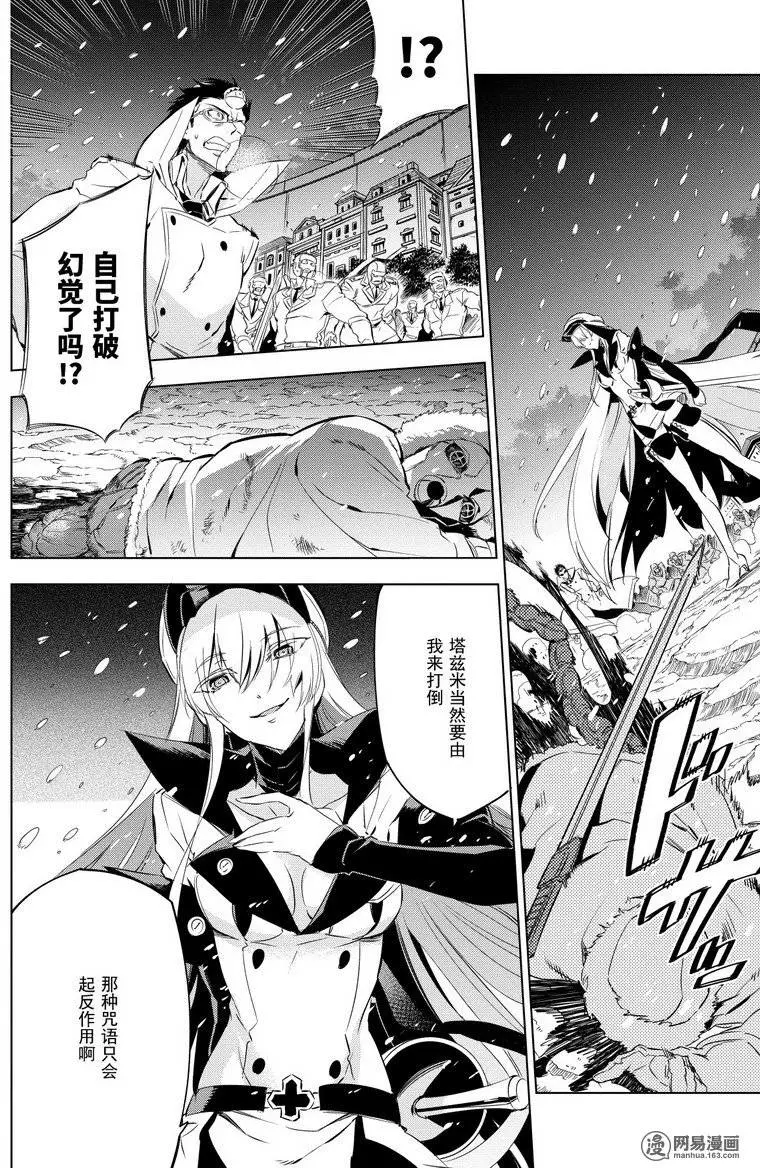 ドドドッ
!?
自己打破
幻觉了吗!?
塔兹米当然要由
我来打倒
那种咒语只会
起反作用啊
网易漫画
manhua.163.com